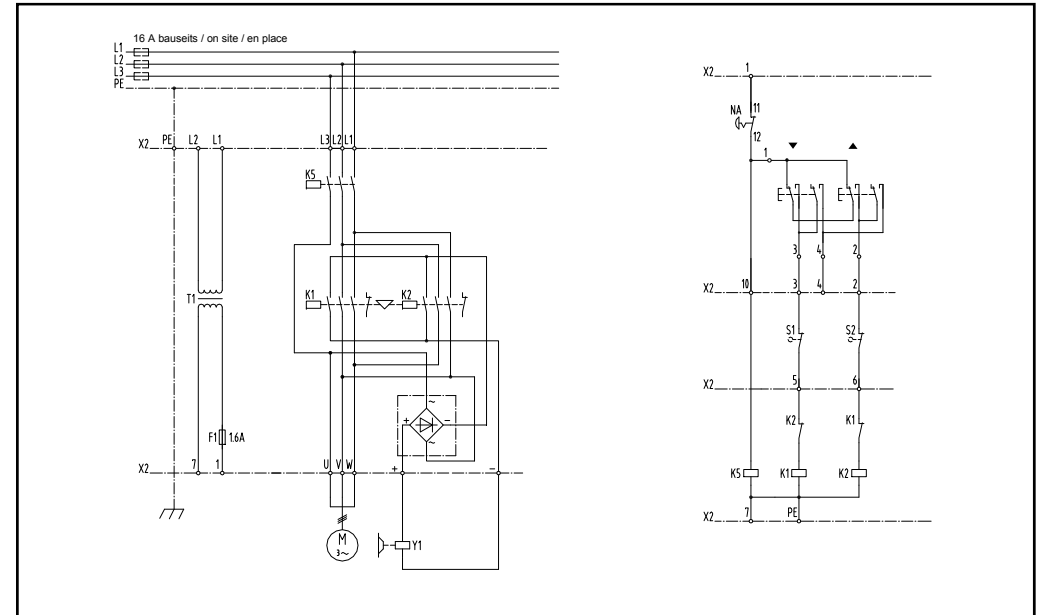 16 A bauseits / on site / en place
L1
L2
L3
PE
X2 PE L2 L1 L3 L2 L1
K5
K1 K2
T1
~
+ -
~
F1 1.6A
X2 7 1 U V W + -
M
3~
Y1
X2 1
NA 11
12
1
3 4 2
X2 10 3 4 2
S1 S2
X2 5 6
K2 K1
K5 K1 K2
X2 7 PE